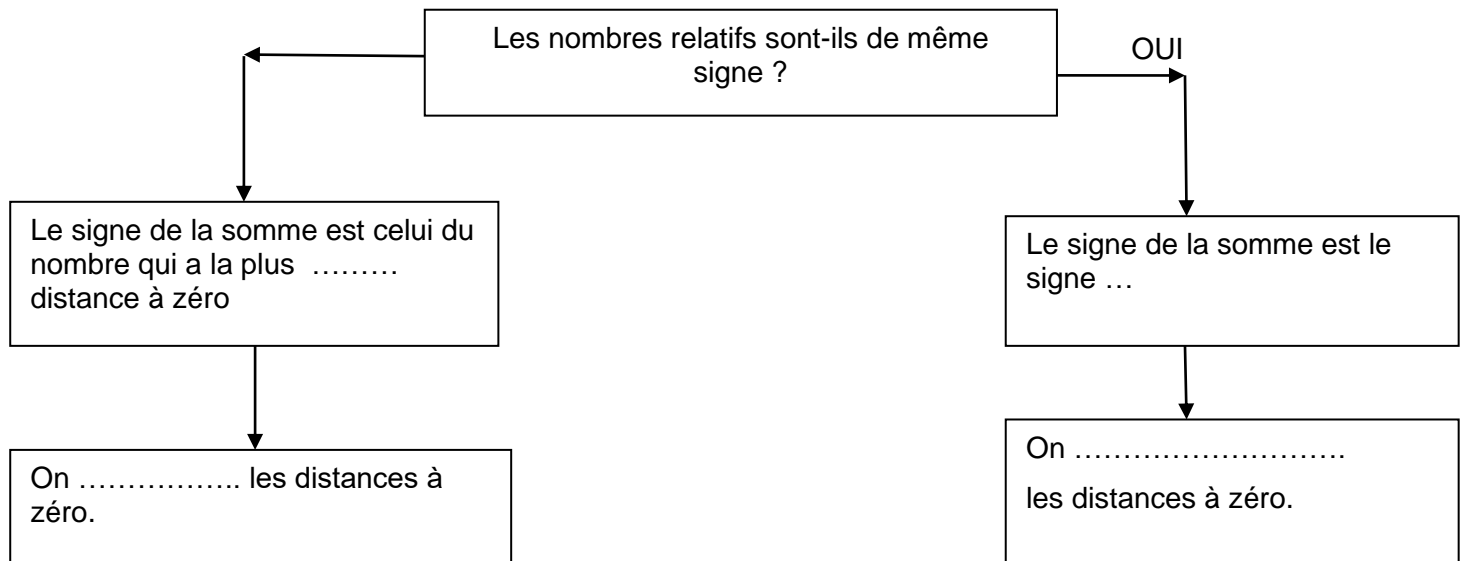 Les nombres relatifs sont-ils de même
signe ?
OUI
Le signe de la somme est celui du
nombre qui a la plus ………
distance à zéro
Le signe de la somme est le
signe …
On …………….. les distances à
zéro.
On ……………………….
les distances à zéro.